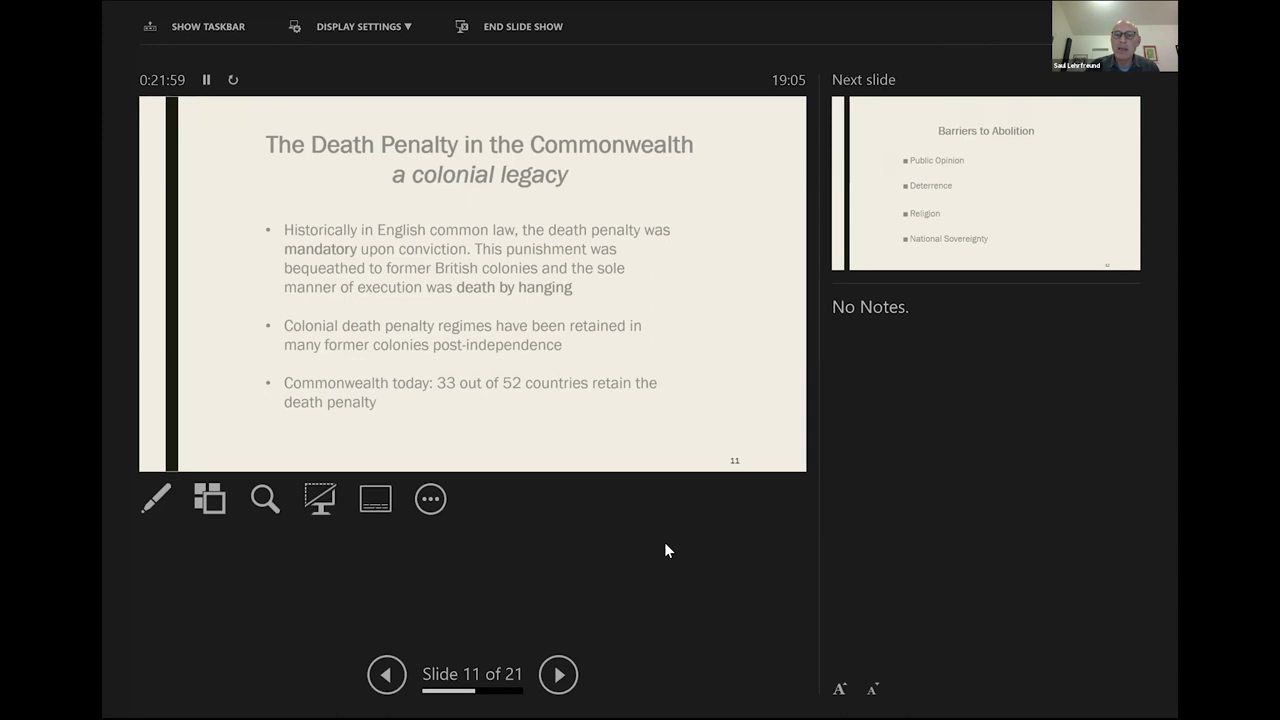 SHOW TASKBAR
DISPLAY SETTINGS ▼
END SLIDE SHOW
Saul Lehrfreund
0:21:59
19:05
Next slide
The Death Penalty in the Commonwealth
a colonial legacy
• Historically in English common law, the death penalty was
mandatory upon conviction. This punishment was
bequeathed to former British colonies and the sole
manner of execution was death by hanging
• Colonial death penalty regimes have been retained in
many former colonies post-independence
• Commonwealth today: 33 out of 52 countries retain the
death penalty
11
Barriers to Abolition
■ Public Opinion
■ Deterrence
■ Religion
■ National Sovereignty
No Notes.
Slide 11 of 21
A A